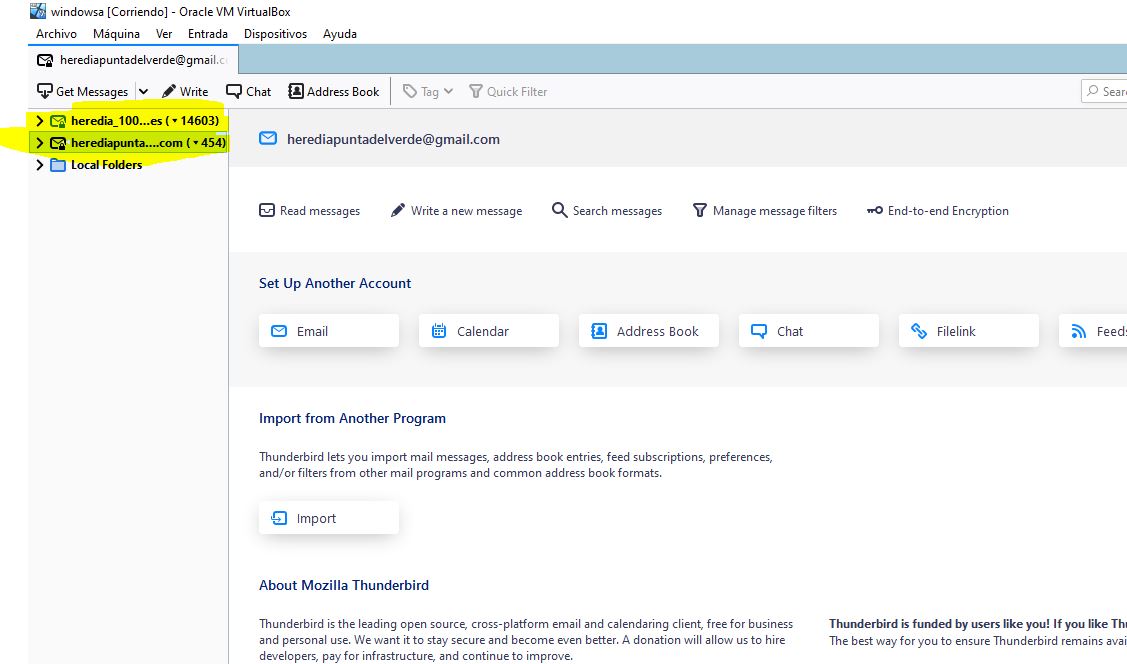 windowsa [Corriendo] - Oracle VM VirtualBox
Archivo Máquina Ver Entrada Dispositivos Ayuda
herediapuntadelverde@gmail.c
Get Messages Write Chat Address Book Tag Quick Filter Sear
heredia_100...es (▾ 14603)
herediapunta....com (▾ 454)
Local Folders
herediapuntadelverde@gmail.com
Read messages Write a new message Search messages Manage message filters End-to-end Encryption
Set Up Another Account
Email Calendar Address Book Chat Filelink Feeds
Import from Another Program
Thunderbird lets you import mail messages, address book entries, feed subscriptions, preferences,
and/or filters from other mail programs and common address book formats.
Import
About Mozilla Thunderbird
Thunderbird is the leading open source, cross-platform email and calendaring client, free for business
and personal use. We want it to stay secure and become even better. A donation will allow us to hire
developers, pay for infrastructure, and continue to improve.
Thunderbird is funded by users like you! If you like Thu
The best way for you to ensure Thunderbird remains avai